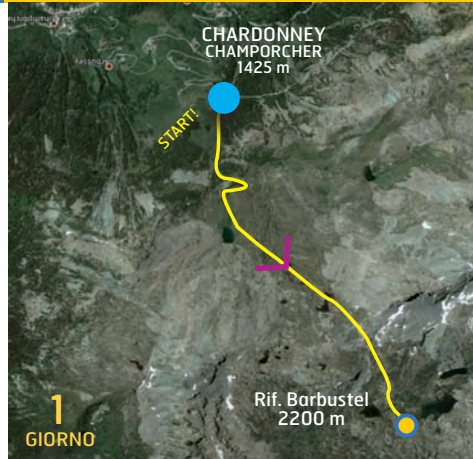 CHARDONNEY
CHAMPORCHER
1425 m
START!
Rif. Barbustel
2200 m
1
GIORNO